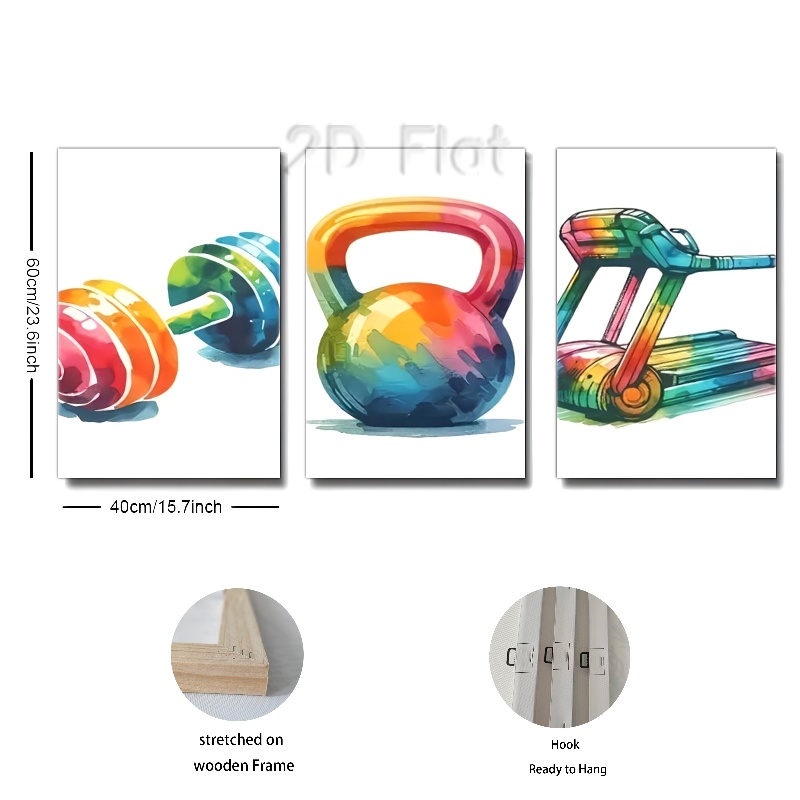 2D Flat
60cm/23.6inch
40cm/15.7inch
stretched on
wooden Frame
Hook
Ready to Hang